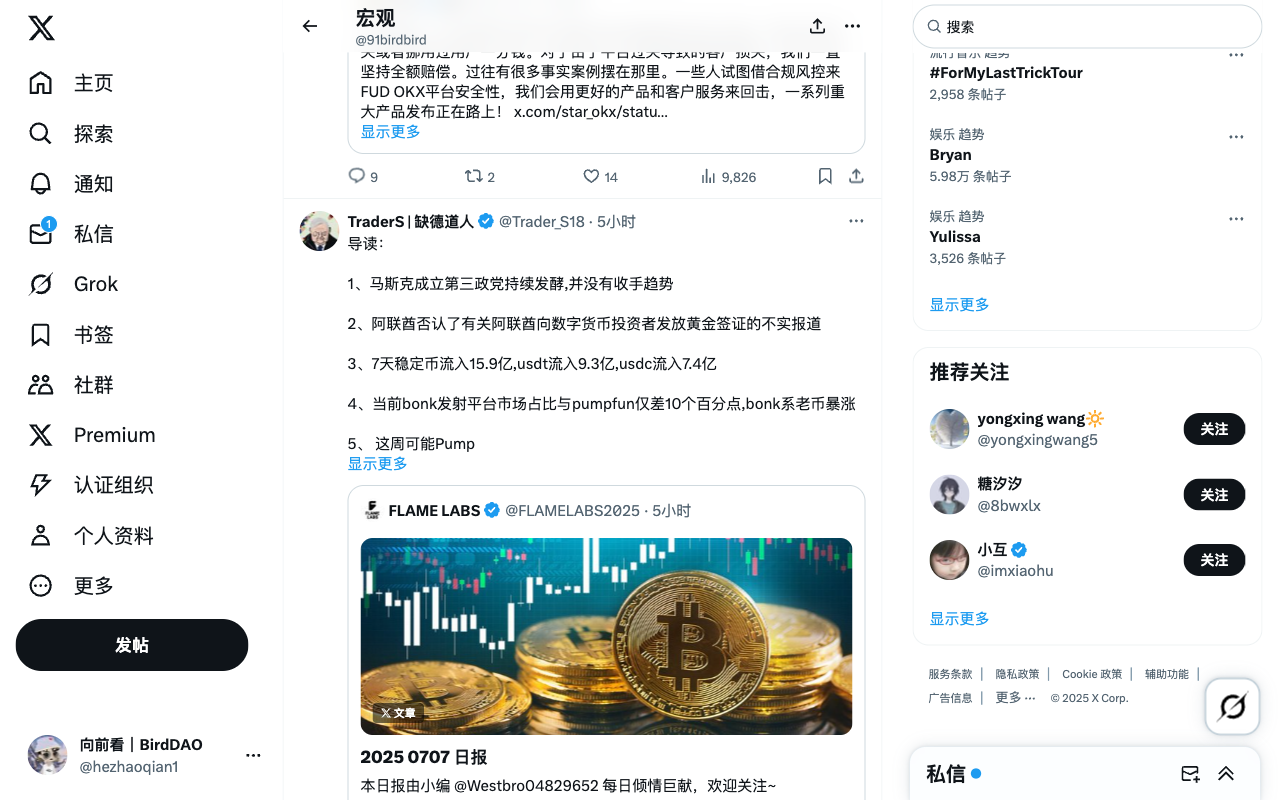 主页
探索
通知
1
私信
Grok
书签
社群
Premium
认证组织
个人资料
更多
发帖
向前看｜BirdDAO
@hezhaoqian1
宏观
@91birdbird
坚持全额赔偿。过往有很多事实案例摆在那里。一些人试图借合规风控来
FUD OKX平台安全性，我们会用更好的产品和客户服务来回击，一系列重
大产品发布正在路上！ x.com/star_okx/statu...
显示更多
9
2
14
9,826
TraderS | 缺德道人 @Trader_S18 · 5小时
导读：
1、马斯克成立第三政党持续发酵,并没有收手趋势
2、阿联酋否认了有关阿联酋向数字货币投资者发放黄金签证的不实报道
3、7天稳定币流入15.9亿,usdt流入9.3亿,usdc流入7.4亿
4、当前bonk发射平台市场占比与pumpfun仅差10个百分点,bonk系老币暴涨
5、 这周可能Pump
显示更多
FLAME LABS @FLAMELABS2025 · 5小时
文章
2025 0707 日报
本日报由小编 @Westbro04829652 每日倾情巨献，欢迎关注~
搜索
流行音乐 趋势
#ForMyLastTrickTour
2,958 条帖子
娱乐 趋势
Bryan
5.98万 条帖子
娱乐 趋势
Yulissa
3,526 条帖子
显示更多
推荐关注
yongxing wang🔆
@yongxingwang5
关注
糖汐汐
@8bwxlx
关注
小互
@imxiaohu
关注
显示更多
服务条款 | 隐私政策 | Cookie 政策 | 辅助功能 |
广告信息 | 更多 ··· © 2025 X Corp.
私信